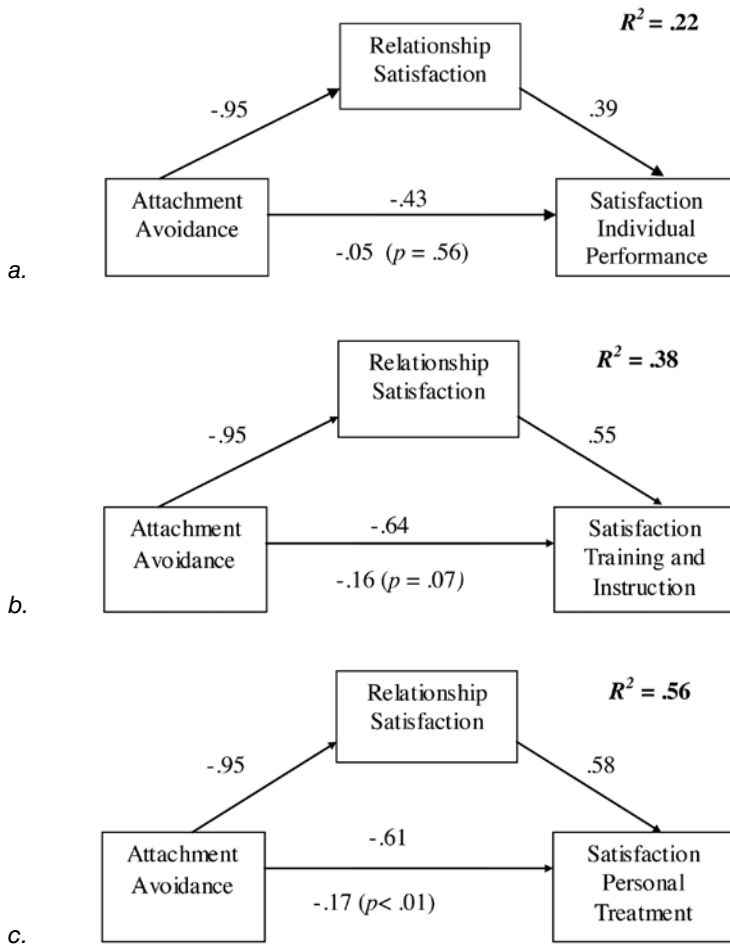 R² = .22
Relationship
Satisfaction
-.95
.39
Attachment
Avoidance
-.43
-.05 (p = .56)
Satisfaction
Individual
Performance
a.
R² = .38
Relationship
Satisfaction
-.95
.55
Attachment
Avoidance
-.64
-.16 (p = .07)
Satisfaction
Training and
Instruction
b.
R² = .56
Relationship
Satisfaction
-.95
.58
Attachment
Avoidance
-.61
-.17 (p< .01)
Satisfaction
Personal
Treatment
c.